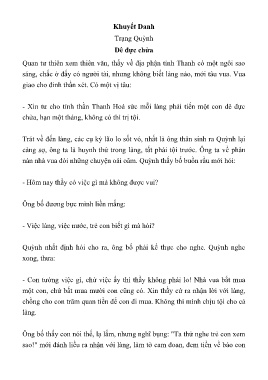 Khuyết Danh
Trạng Quỳnh
Dê đực chửa
Quan tư thiên xem thiên văn, thấy về địa phận tỉnh Thanh có một ngôi sao
sáng, chắc ở đấy có người tài, nhưng không biết làng nào, mới tâu vua. Vua
giao cho đình thần xét. Có một vị tâu:
- Xin tư cho tỉnh thần Thanh Hoá sức mỗi làng phải tiến một con dê đực
chửa, hạn một tháng, không có thì trị tội.
Trát về đến làng, các cụ kỳ lão lo sốt vó, nhất là ông thân sinh ra Quỳnh lại
càng sợ, ông ta là huynh thứ trong làng, tất phải tội trước. Ông ta về phàn
nàn nhà vua đòi những chuyện oái oăm. Quỳnh thấy bố buồn rầu mới hỏi:
- Hôm nay thầy có việc gì mà không được vui?
Ông bố đương bực mình liền mắng:
- Việc làng, việc nước, trẻ con biết gì mà hỏi?
Quỳnh nhất định hỏi cho ra, ông bố phải kể thực cho nghe. Quỳnh nghe
xong, thưa:
- Con tưởng việc gì, chứ việc ấy thì thầy không phải lo! Nhà vua bắt mua
một con, chứ bắt mua mười con cũng có. Xin thầy cứ ra nhận lời với làng,
chồng cho con trăm quan tiền để con đi mua. Không thì mình chịu tội cho cả
làng.
Ông bố thấy con nói thế, lạ lắm, nhưng nghĩ bụng: "Ta thử nghe trẻ con xem
sao!" mới đánh liều ra nhận với làng, làm tờ cam đoan, đem tiền về bảo con